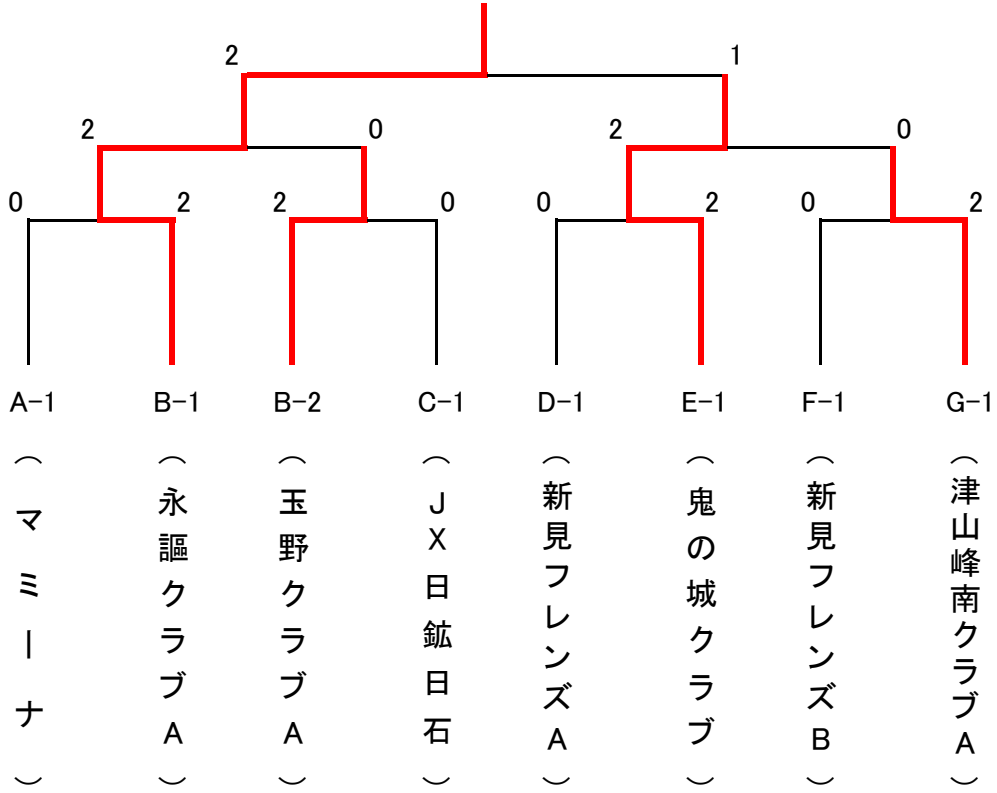 2 1
2 0 2 0
0 2 2 0 0 2 0 2
A-1 B-1 B-2 C-1 D-1 E-1 F-1 G-1
（マミーナ）
（永謳クラブA）
（玉野クラブA）
（JX日鉱日石）
（新見フレンズA）
（鬼の城クラブ）
（新見フレンズB）
（津山峰南クラブA）